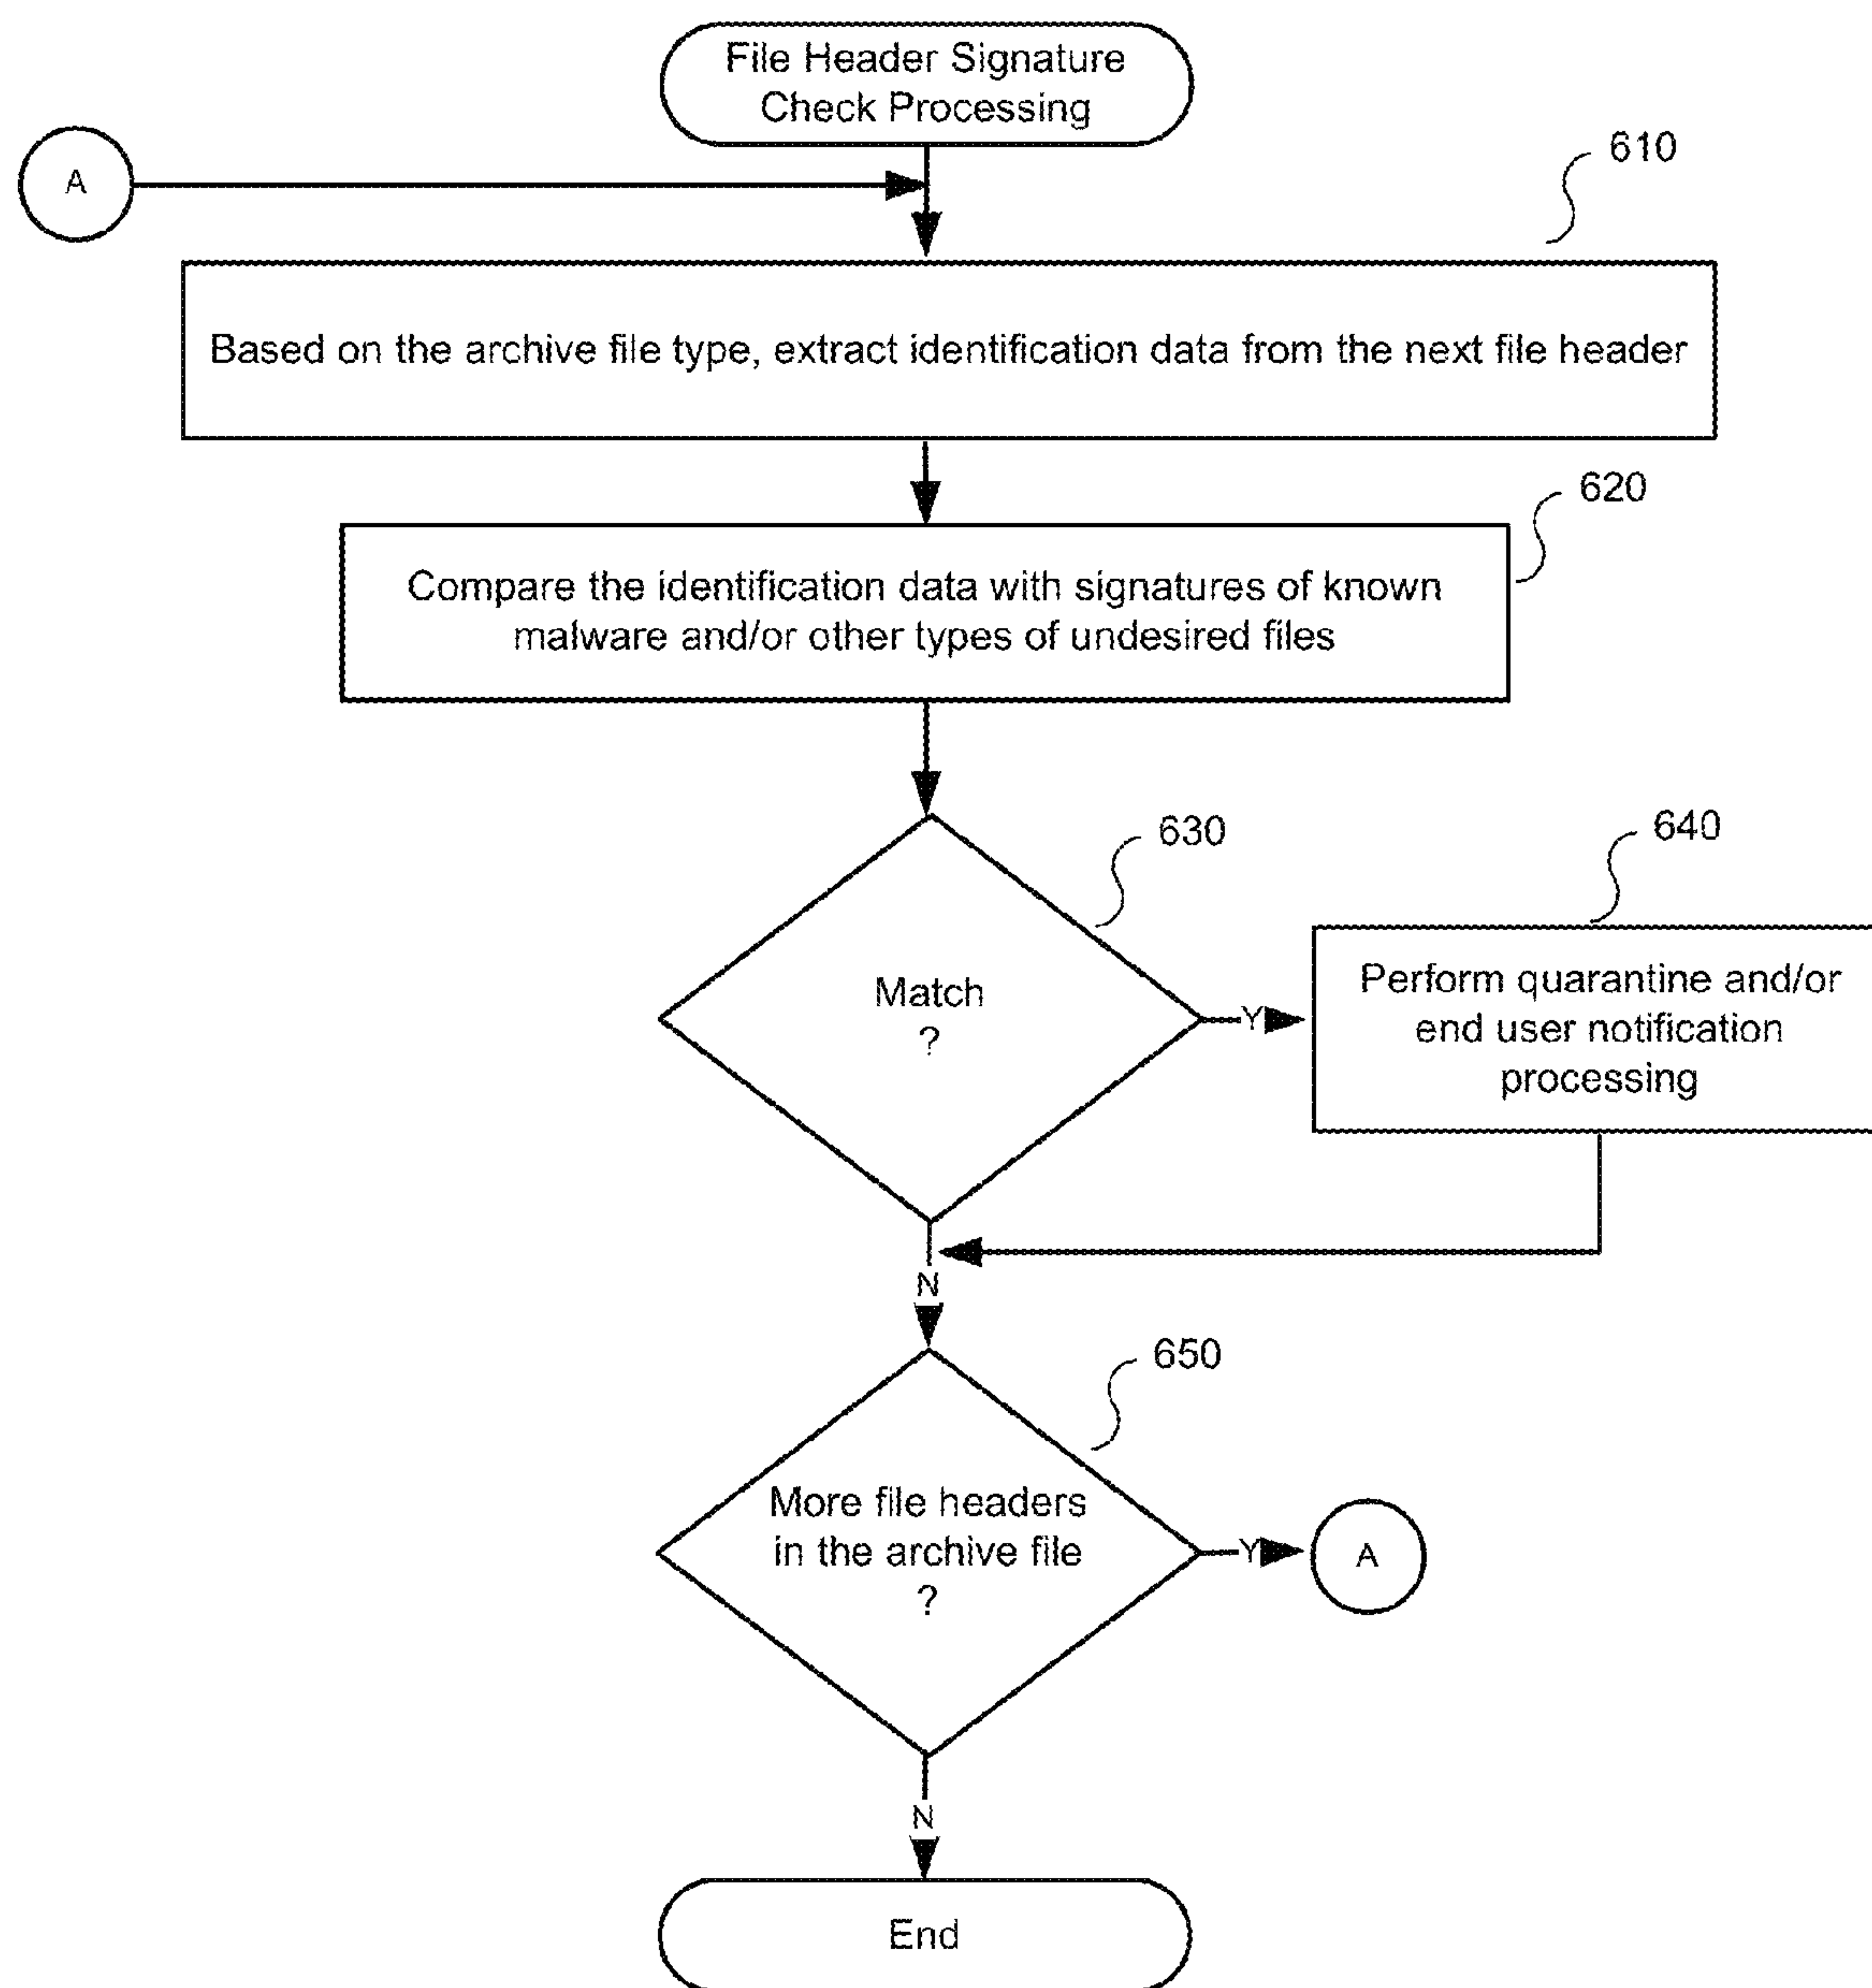 File Header Signature
Check Processing
A
610
Based on the archive file type, extract identification data from the next file header
620
Compare the identification data with signatures of known
malware and/or other types of undesired files
630
640
Match
?
Y
Perform quarantine and/or
end user notification
processing
N
650
More file headers
in the archive file
?
Y
A
N
End